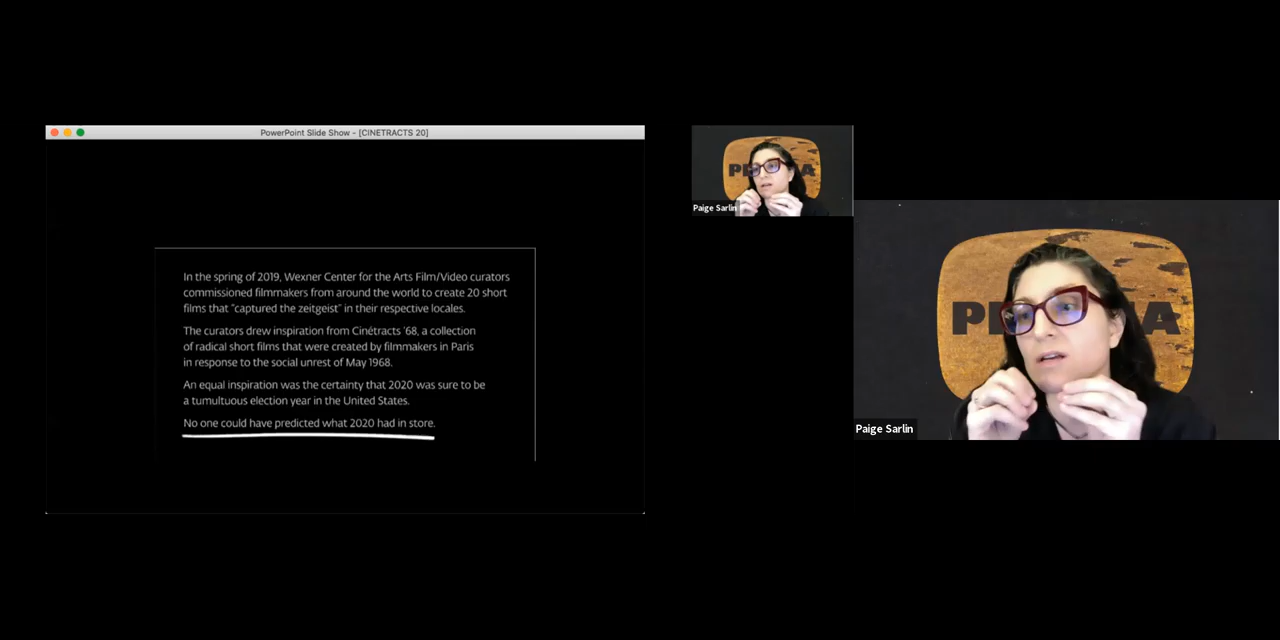 PowerPoint Slide Show - [CINETRACTS 20]
In the spring of 2019, Wexner Center for the Arts Film/Video curators
commissioned filmmakers from around the world to create 20 short
films that "captured the zeitgeist" in their respective locales.
The curators drew inspiration from Cinétracts '68, a collection
of radical short films that were created by filmmakers in Paris
in response to the social unrest of May 1968.
An equal inspiration was the certainty that 2020 was sure to be
a tumultuous election year in the United States.
No one could have predicted what 2020 had in store.
Paige Sarlin
Paige Sarlin